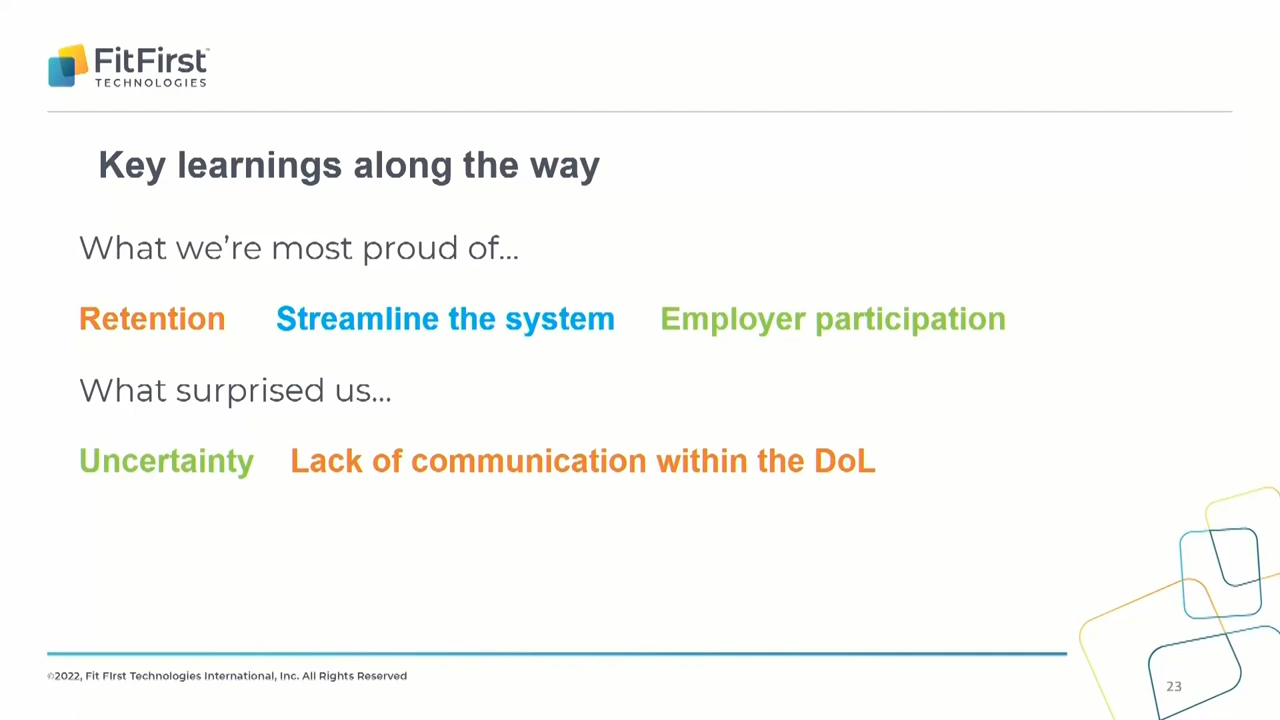 FitFirst™
TECHNOLOGIES
Key learnings along the way
What we're most proud of...
Retention Streamline the system Employer participation
What surprised us...
Uncertainty Lack of communication within the DoL
©2022, Fit FIrst Technologies International, Inc. All Rights Reserved
23